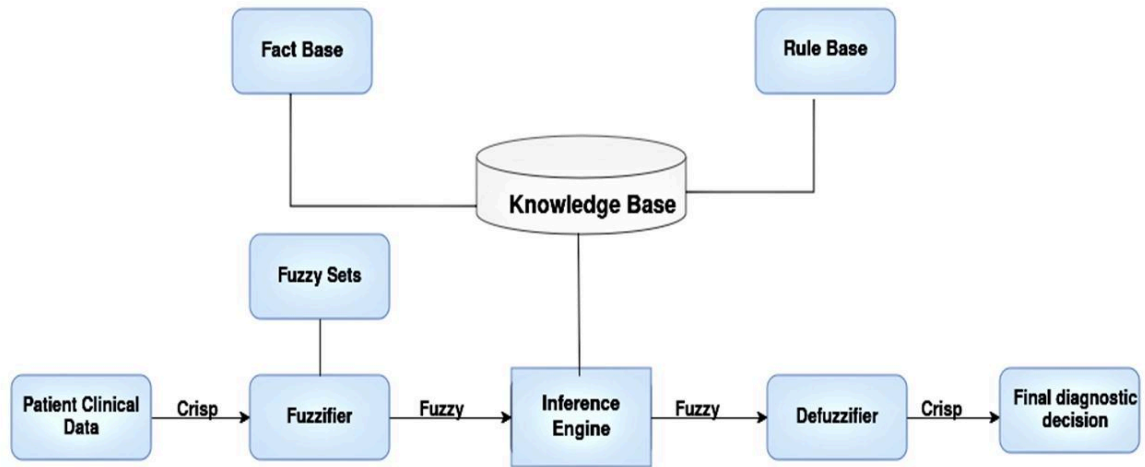 Fact Base
Rule Base
Knowledge Base
Fuzzy Sets
Patient Clinical
Data
Crisp
Fuzzifier
Fuzzy
Inference
Engine
Fuzzy
Defuzzifier
Crisp
Final diagnostic
decision